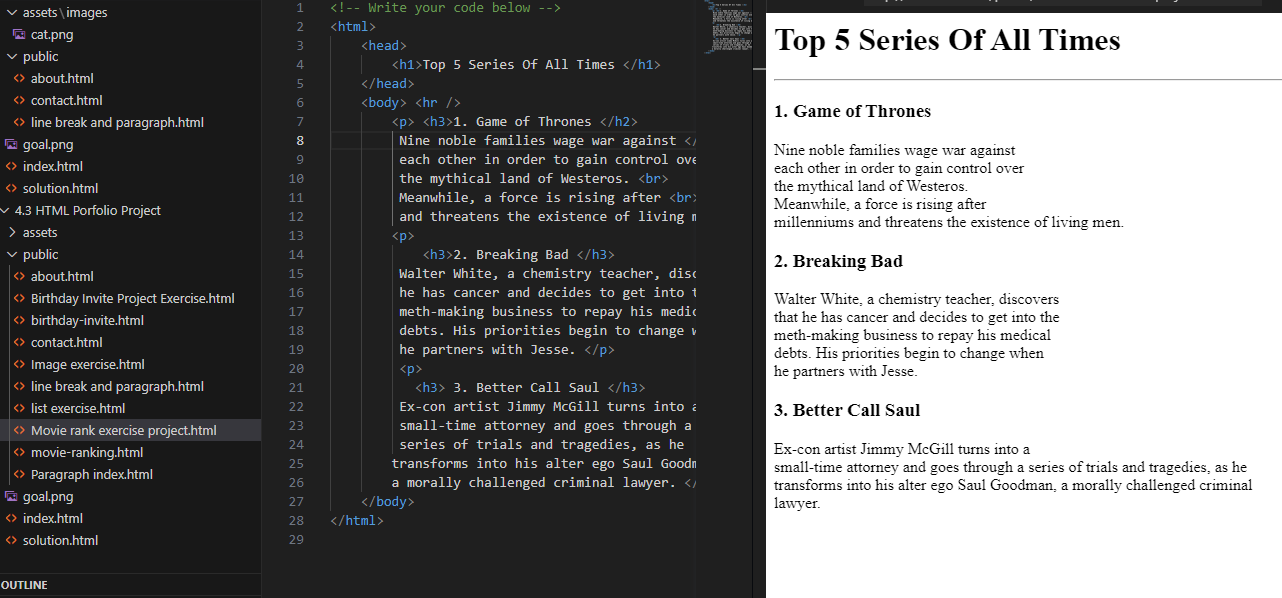 assets\images
cat.png
public
about.html
contact.html
line break and paragraph.html
goal.png
index.html
solution.html
4.3 HTML Porfolio Project
assets
public
about.html
Birthday Invite Project Exercise.html
birthday-invite.html
contact.html
Image exercise.html
line break and paragraph.html
list exercise.html
Movie rank exercise project.html
movie-ranking.html
Paragraph index.html
goal.png
index.html
solution.html
OUTLINE
1 <!-- Write your code below -->
2 <html>
3 <head>
4 <h1>Top 5 Series Of All Times </h1>
5 </head>
6 <body> <hr />
7 <p> <h3>1. Game of Thrones </h2>
8 Nine noble families wage war against </
9 each other in order to gain control ove
10 the mythical land of Westeros. <br>
11 Meanwhile, a force is rising after <br>
12 and threatens the existence of living m
13 <p>
14 <h3>2. Breaking Bad </h3>
15 Walter White, a chemistry teacher, disc
16 he has cancer and decides to get into t
17 meth-making business to repay his medic
18 debts. His priorities begin to change w
19 he partners with Jesse. </p>
20 <p>
21 <h3> 3. Better Call Saul </h3>
22 Ex-con artist Jimmy McGill turns into a
23 small-time attorney and goes through a
24 series of trials and tragedies, as he
25 transforms into his alter ego Saul Goodm
26 a morally challenged criminal lawyer. </
27 </body>
28 </html>
29
Top 5 Series Of All Times
1. Game of Thrones
Nine noble families wage war against
each other in order to gain control over
the mythical land of Westeros.
Meanwhile, a force is rising after
millenniums and threatens the existence of living men.
2. Breaking Bad
Walter White, a chemistry teacher, discovers
that he has cancer and decides to get into the
meth-making business to repay his medical
debts. His priorities begin to change when
he partners with Jesse.
3. Better Call Saul
Ex-con artist Jimmy McGill turns into a
small-time attorney and goes through a series of trials and tragedies, as he
transforms into his alter ego Saul Goodman, a morally challenged criminal
lawyer.